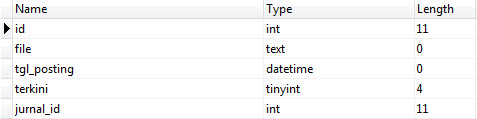 Name Type Length
id int 11
file text 0
tgl_posting datetime 0
terkini tinyint 4
jurnal_id int 11